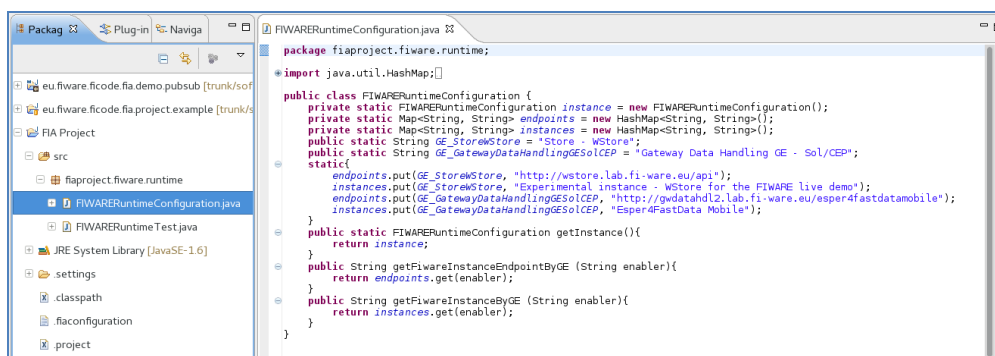 Packag
Plug-in
Naviga
eu.fiware.ficode.fia.demo.pubsub [trunk/sof
eu.fiware.ficode.fia.project.example [trunk/s
FIA Project
src
fiaproject.fiware.runtime
FIWARERuntimeConfiguration.java
FIWARERuntimeTest.java
JRE System Library [JavaSE-1.6]
.settings
.classpath
.fiaconfiguration
.project
FIWARERuntimeConfiguration.java
package fiaproject.fiware.runtime;
import java.util.HashMap;
public class FIWARERuntimeConfiguration {
private static FIWARERuntimeConfiguration instance = new FIWARERuntimeConfiguration();
private static Map<String, String> endpoints = new HashMap<String, String>();
private static Map<String, String> instances = new HashMap<String, String>();
public static String GE_StoreWStore = "Store - WStore";
public static String GE_GatewayDataHandlingGESolCEP = "Gateway Data Handling GE - Sol/CEP";
static{
endpoints.put(GE_StoreWStore, "http://wstore.lab.fi-ware.eu/api");
instances.put(GE_StoreWStore, "Experimental instance - WStore for the FIWARE live demo");
endpoints.put(GE_GatewayDataHandlingGESolCEP, "http://gwdatahdl2.lab.fi-ware.eu/esper4fastdatamobile");
instances.put(GE_GatewayDataHandlingGESolCEP, "Esper4FastData Mobile");
}
public static FIWARERuntimeConfiguration getInstance(){
return instance;
}
public String getFiwareInstanceEndpointByGE (String enabler){
return endpoints.get(enabler);
}
public String getFiwareInstanceByGE (String enabler){
return instances.get(enabler);
}
}